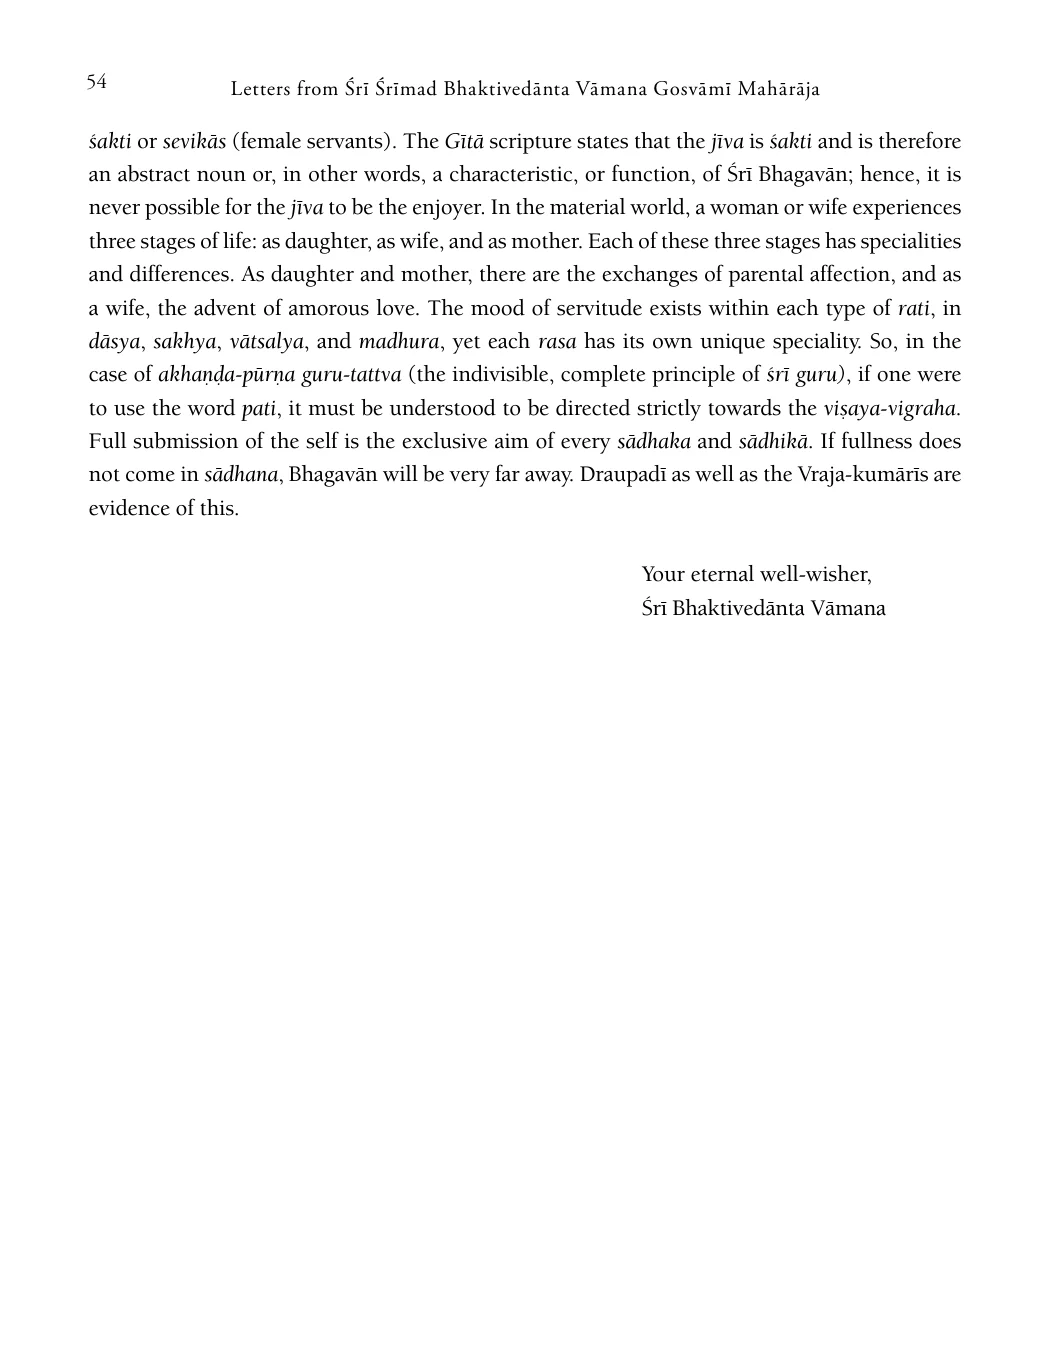 54
Letters from Śrī Śrīmad Bhaktivedānta Vāmana Gosvāmī Mahārāja
śakti or sevikās (female servants). The Gītā scripture states that the jīva is śakti and is therefore
an abstract noun or, in other words, a characteristic, or function, of Śrī Bhagavān; hence, it is
never possible for the jīva to be the enjoyer. In the material world, a woman or wife experiences
three stages of life: as daughter, as wife, and as mother. Each of these three stages has specialities
and differences. As daughter and mother, there are the exchanges of parental affection, and as
a wife, the advent of amorous love. The mood of servitude exists within each type of rati, in
dāsya, sakhya, vātsalya, and madhura, yet each rasa has its own unique speciality. So, in the
case of akhaṇḍa-pūrṇa guru-tattva (the indivisible, complete principle of śrī guru), if one were
to use the word pati, it must be understood to be directed strictly towards the viṣaya-vigraha.
Full submission of the self is the exclusive aim of every sādhaka and sādhikā. If fullness does
not come in sādhana, Bhagavān will be very far away. Draupadī as well as the Vraja-kumārīs are
evidence of this.
Your eternal well-wisher,
Śrī Bhaktivedānta Vāmana